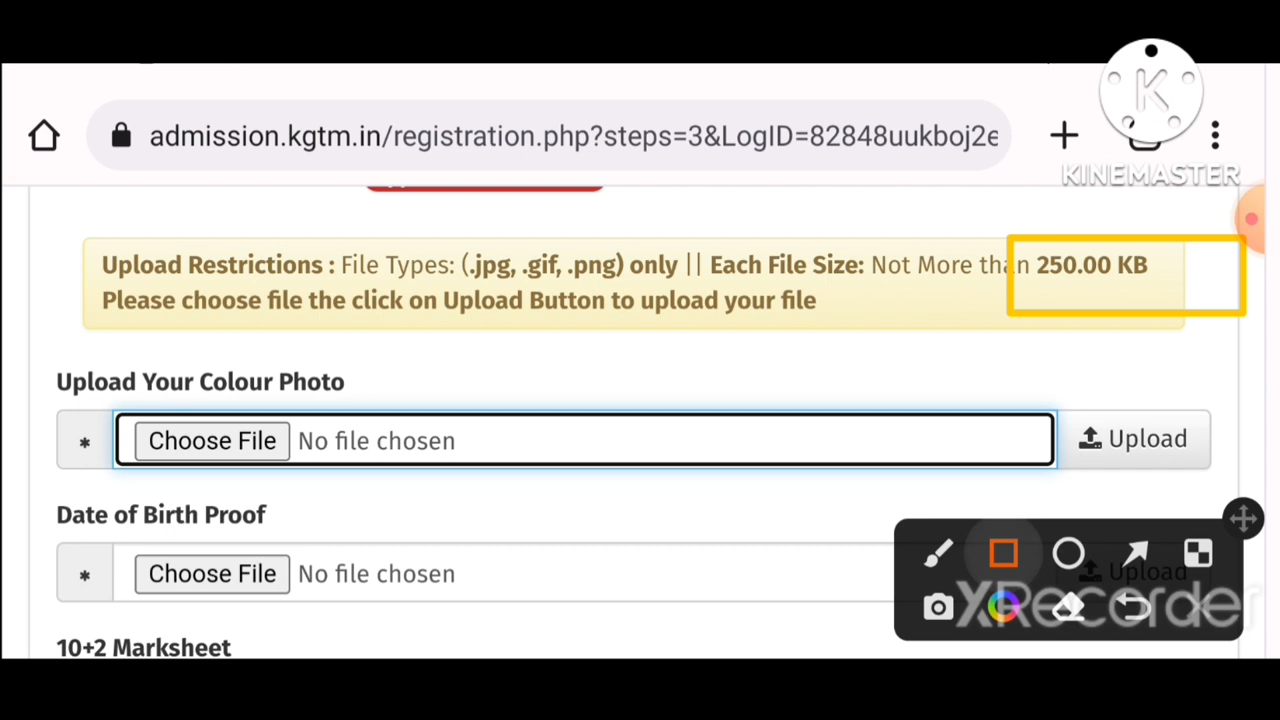 K
KINEMASTER
admission.kgtm.in/registration.php?steps=3&LogID=82848uukboj2e
Upload Restrictions : File Types: (.jpg, .gif, .png) only || Each File Size: Not More than 250.00 KB
Please choose file the click on Upload Button to upload your file
Upload Your Colour Photo
* Choose File No file chosen Upload
Date of Birth Proof
* Choose File No file chosen Upload
XRecorder
10+2 Marksheet